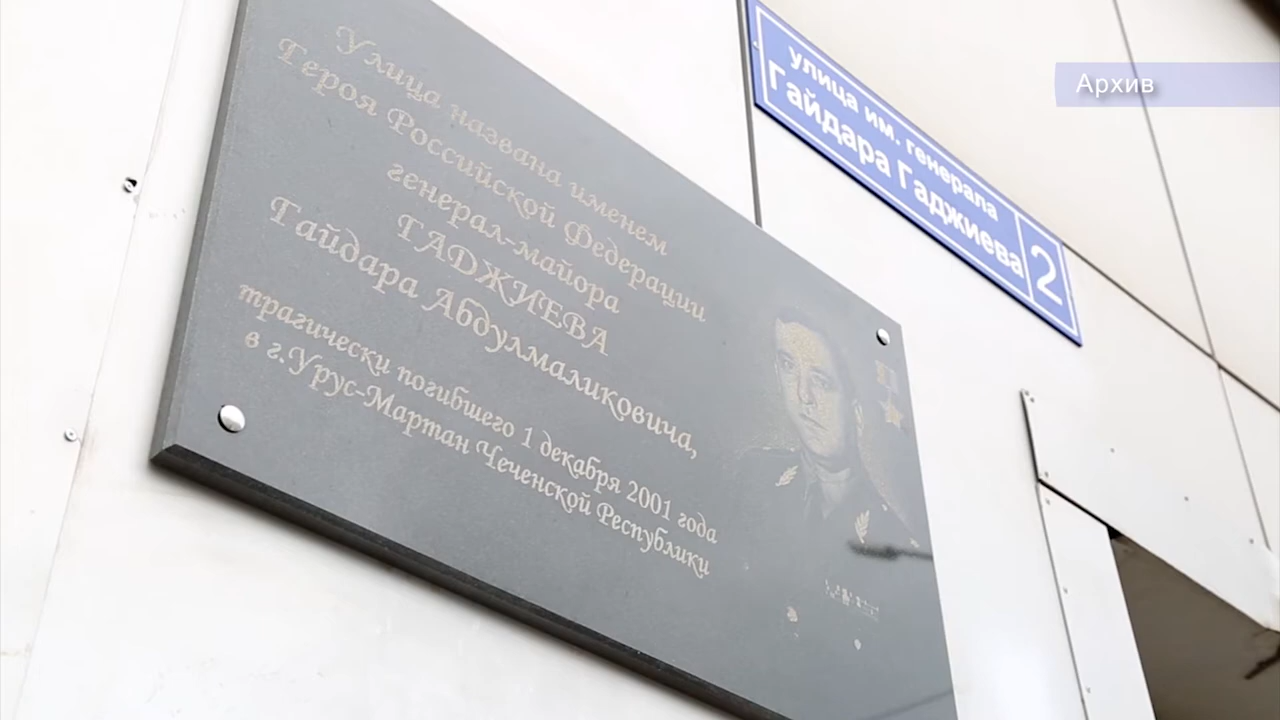 Улица названа именем
Героя Российской Федерации
генерал-майора
ГАДЖИЕВА
Гайдара Абдулмаликовича,
трагически погибшего 1 декабря 2001 года
в г.Урус-Мартан Чеченской Республики
улица им. генерала
Гайдара Гаджиева
2
Архив